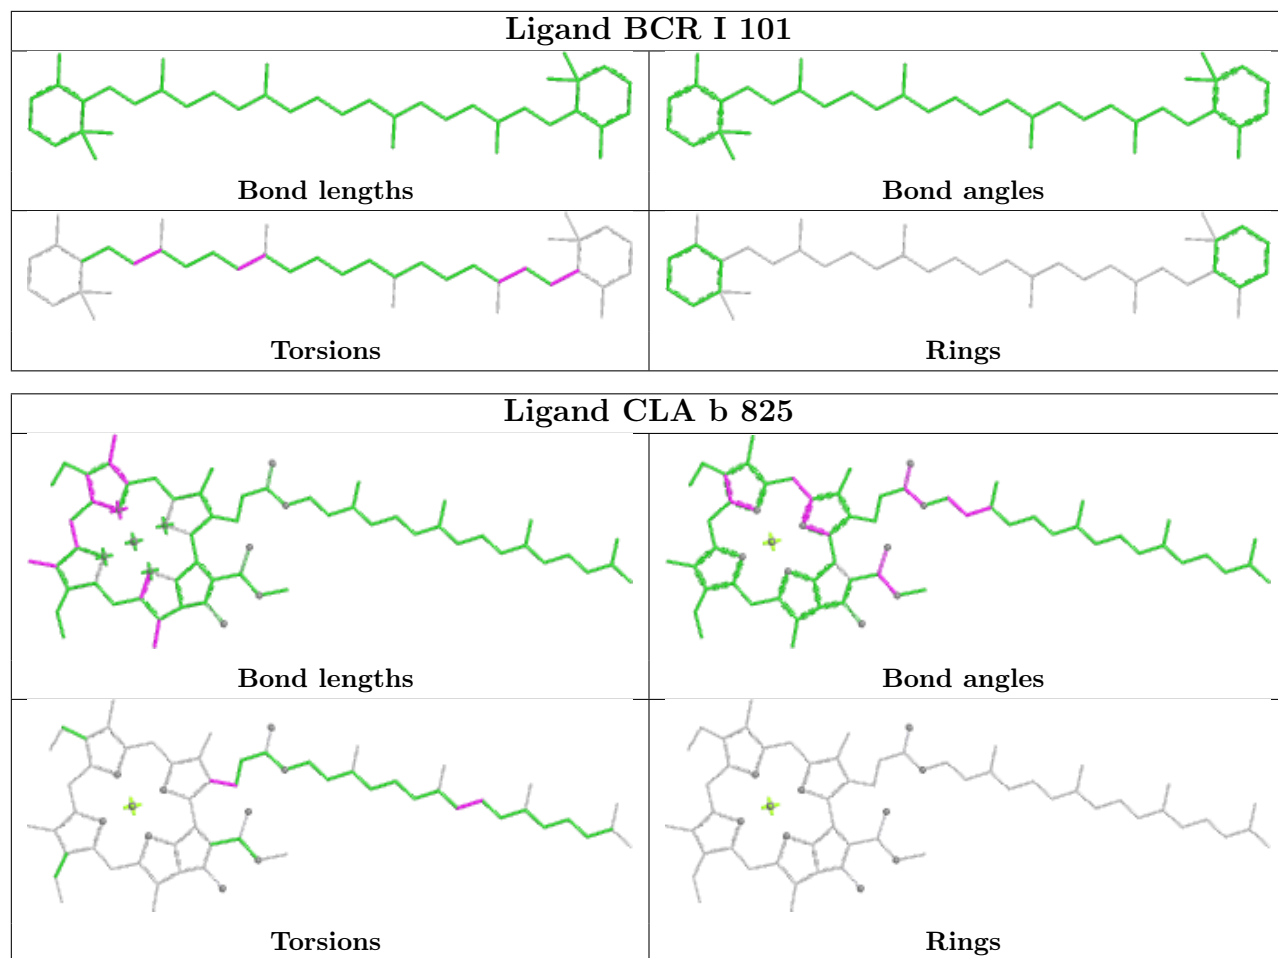 Ligand BCR I 101
Bond lengths
Bond angles
Torsions
Rings
Ligand CLA b 825
Bond lengths
Bond angles
Torsions
Rings